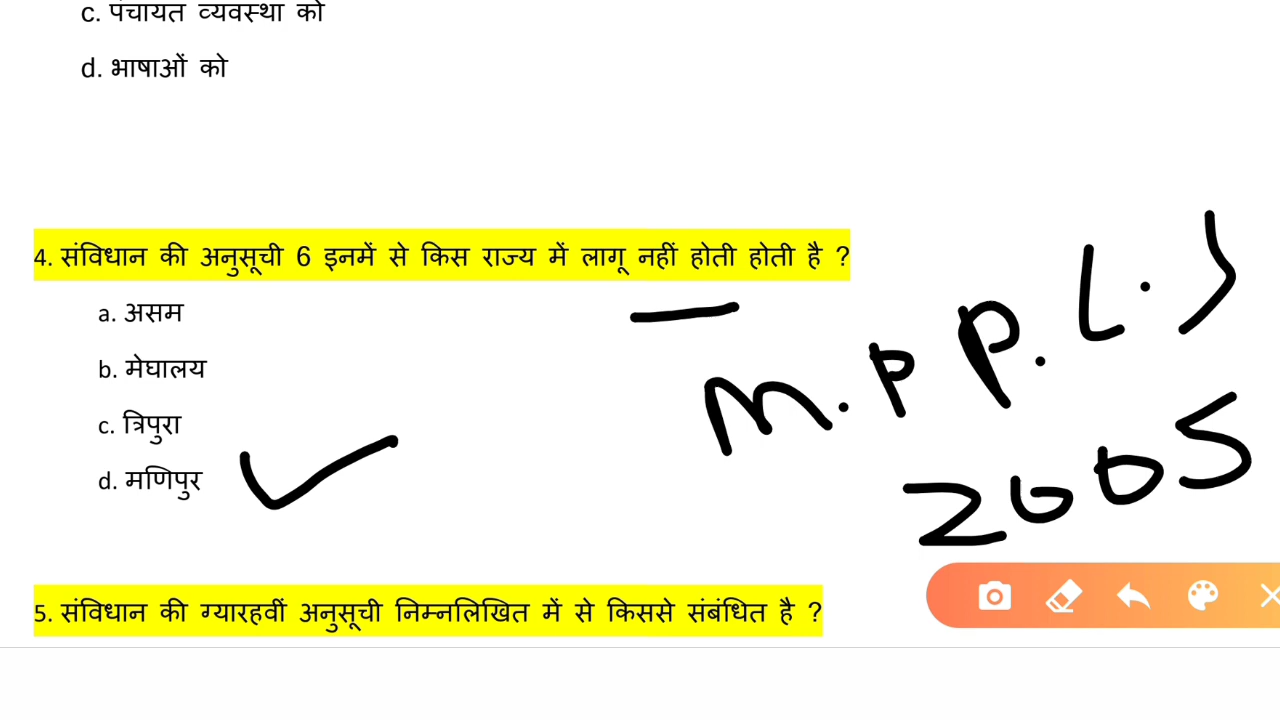 c. पंचायत व्यवस्था को
d. भाषाओं को
4. संविधान की अनुसूची 6 इनमें से किस राज्य में लागू नहीं होती होती है ?
a. असम
b. मेघालय
c. त्रिपुरा
d. मणिपुर
M.P P.(.)
2005
5. संविधान की ग्यारहवीं अनुसूची निम्नलिखित में से किससे संबंधित है ?